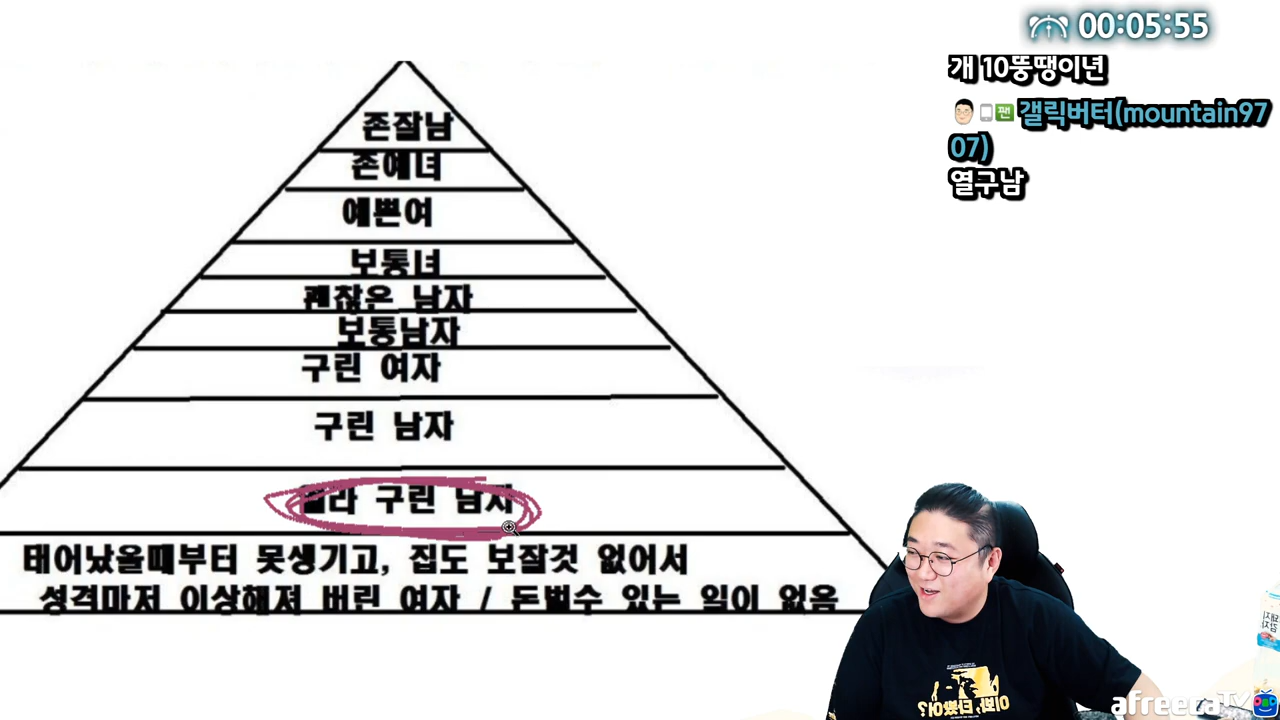 00:05:55
개 10뚱땡이년
짼 갤릭버터(mountain97
07)
열구남
존잘남
존예녀
예쁜여
보통녀
괜찮은 남자
보통남자
구린 여자
구린 남자
구린 남자
태어났을때부터 못생기고, 집도 보잘것 없어서
성격마저 이상해져 버린 여자 / 돈벌수 있는 일이 없음
afreecaTV